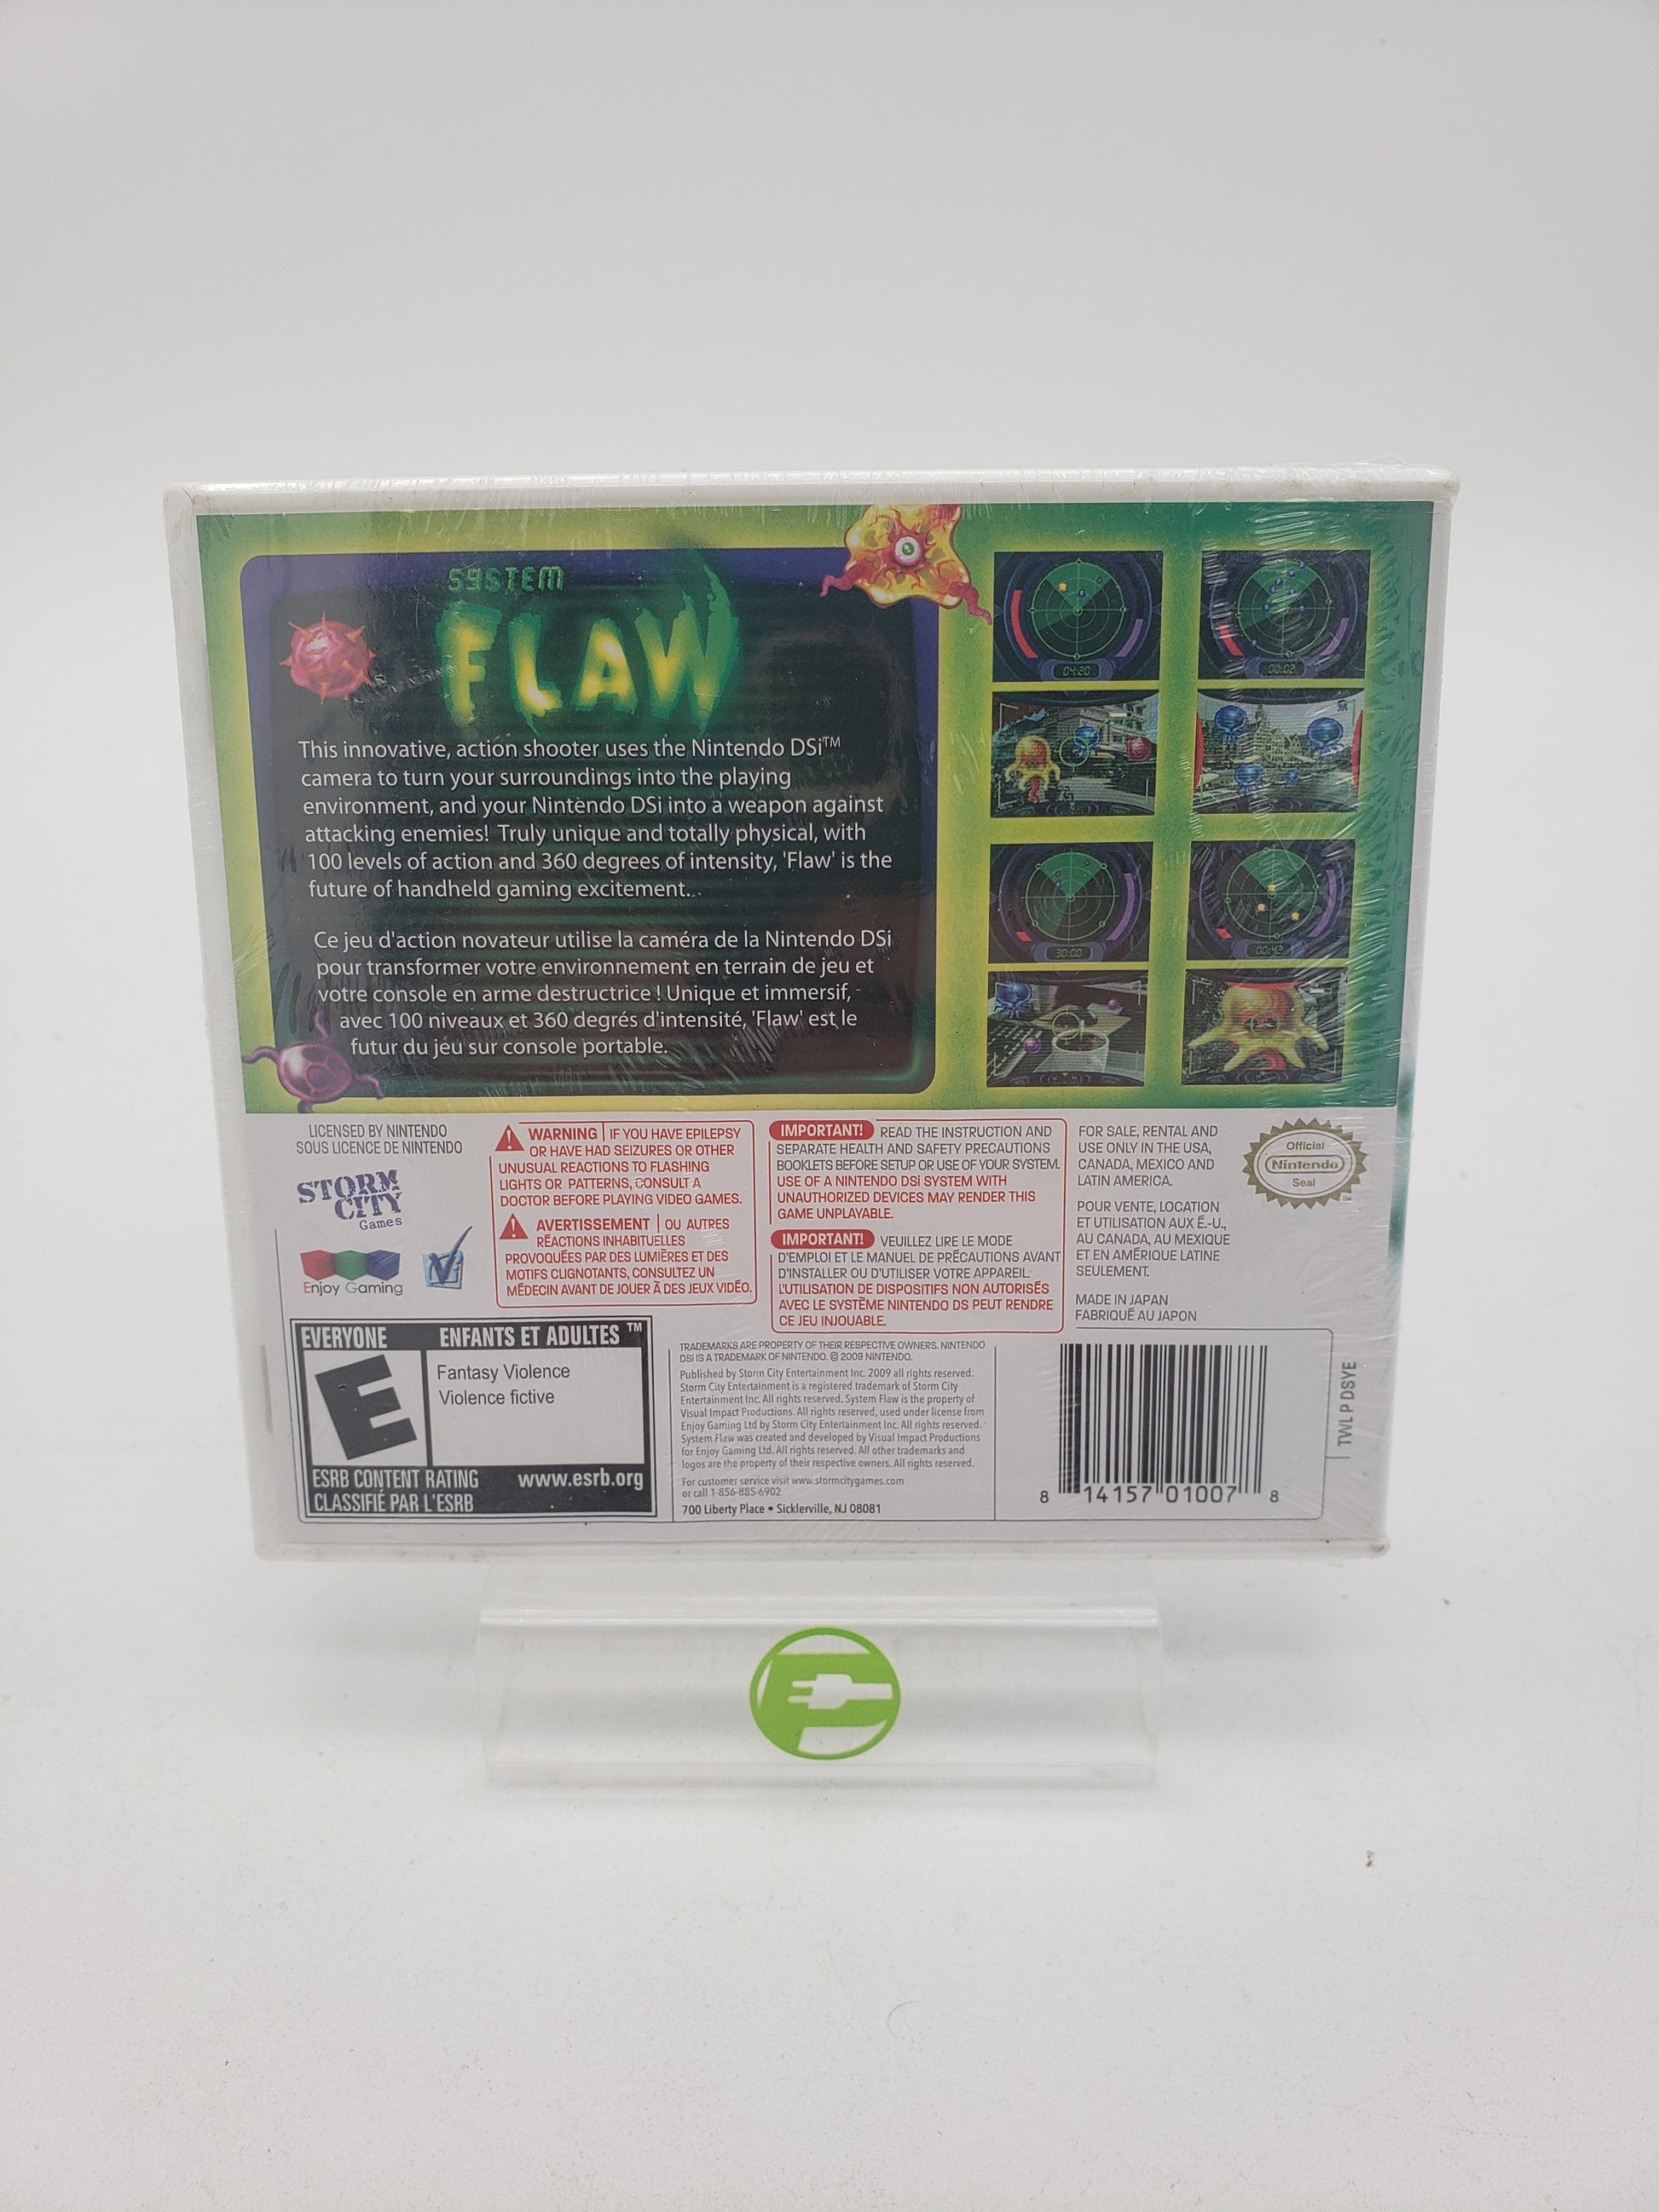 SYSTEM
FLAW
This innovative, action shooter uses the Nintendo DSi™
camera to turn your surroundings into the playing
environment, and your Nintendo DSi into a weapon against
attacking enemies! Truly unique and totally physical, with
100 levels of action and 360 degrees of intensity, 'Flaw' is the
future of handheld gaming excitement...
Ce jeu d'action novateur utilise la caméra de la Nintendo DSi
pour transformer votre environnement en terrain de jeu et
votre console en arme destructrice ! Unique et immersif,
avec 100 niveaux et 360 degrés d'intensité, 'Flaw' est le
futur du jeu sur console portable.
04:20
00:02
30:00
00:42
LICENSED BY NINTENDO
SOUS LICENCE DE NINTENDO
STORM
CITY
Games
Enjoy Gaming
Vi
WARNING IF YOU HAVE EPILEPSY
OR HAVE HAD SEIZURES OR OTHER
UNUSUAL REACTIONS TO FLASHING
LIGHTS OR PATTERNS, CONSULT A
DOCTOR BEFORE PLAYING VIDEO GAMES.
AVERTISSEMENT OU AUTRES
RÉACTIONS INHABITUELLES
PROVOQUÉES PAR DES LUMIÈRES ET DES
MOTIFS CLIGNOTANTS, CONSULTEZ UN
MÉDECIN AVANT DE JOUER À DES JEUX VIDÉO.
IMPORTANT! READ THE INSTRUCTION AND
SEPARATE HEALTH AND SAFETY PRECAUTIONS
BOOKLETS BEFORE SETUP OR USE OF YOUR SYSTEM.
USE OF A NINTENDO DSi SYSTEM WITH
UNAUTHORIZED DEVICES MAY RENDER THIS
GAME UNPLAYABLE.
IMPORTANT! VEUILLEZ LIRE LE MODE
D'EMPLOI ET LE MANUEL DE PRÉCAUTIONS AVANT
D'INSTALLER OU D'UTILISER VOTRE APPAREIL.
L'UTILISATION DE DISPOSITIFS NON AUTORISÉS
AVEC LE SYSTÈME NINTENDO DS PEUT RENDRE
CE JEU INJOUABLE.
FOR SALE, RENTAL AND
USE ONLY IN THE USA,
CANADA, MEXICO AND
LATIN AMERICA.
POUR VENTE, LOCATION
ET UTILISATION AUX É.-U.,
AU CANADA, AU MEXIQUE
ET EN AMÉRIQUE LATINE
SEULEMENT.
MADE IN JAPAN
FABRIQUÉ AU JAPON
Official
Nintendo
Seal
EVERYONE ENFANTS ET ADULTES ™
E
Fantasy Violence
Violence fictive
ESRB CONTENT RATING www.esrb.org
CLASSIFIÉ PAR L'ESRB
TRADEMARKS ARE PROPERTY OF THEIR RESPECTIVE OWNERS. NINTENDO
DSi IS A TRADEMARK OF NINTENDO. © 2009 NINTENDO.
Published by Storm City Entertainment Inc. 2009 all rights reserved.
Storm City Entertainment is a registered trademark of Storm City
Entertainment Inc. All rights reserved. System Flaw is the property of
Visual Impact Productions. All rights reserved, used under license from
Enjoy Gaming Ltd by Storm City Entertainment Inc. All rights reserved.
System Flaw was created and developed by Visual Impact Productions
for Enjoy Gaming Ltd. All rights reserved. All other trademarks and
logos are the property of their respective owners. All rights reserved.
For customer service visit www.stormcitygames.com
or call 1-856-885-6902
700 Liberty Place • Sicklerville, NJ 08081
8 14157 01007 8
TWL P DSYE